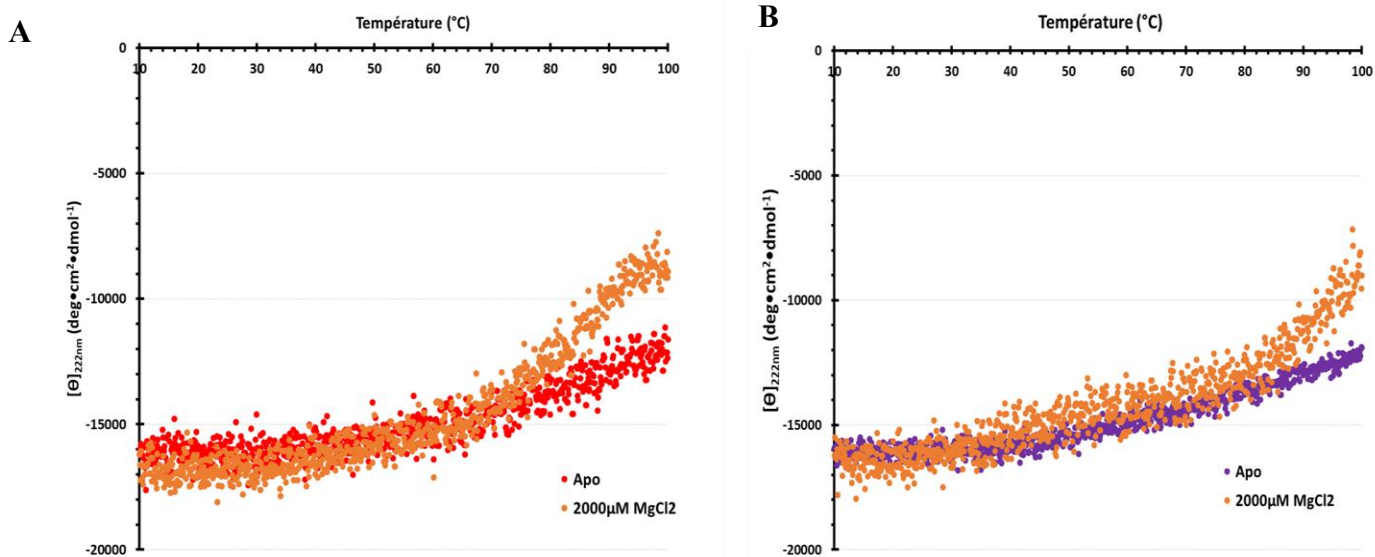 A
Température (°C)
0
10 20 30 40 50 60 70 80 90 100
-5000
-10000
-15000
-20000
[Θ]222nm (deg•cm²•dmol⁻¹)
Apo
2000µM MgCl2
B
Température (°C)
0
10 20 30 40 50 60 70 80 90 100
-5000
-10000
-15000
-20000
[Θ]222nm (deg•cm²•dmol⁻¹)
Apo
2000µM MgCl2